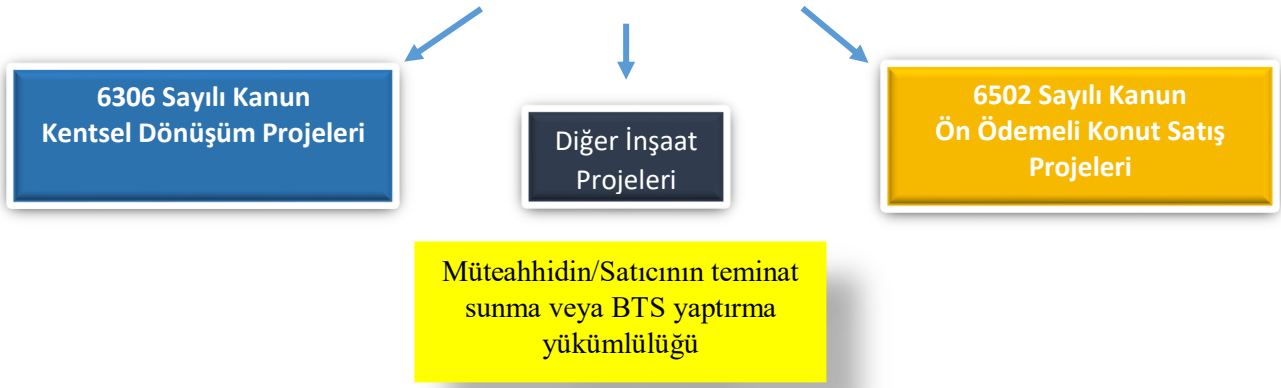 6306 Sayılı Kanun
Kentsel Dönüşüm Projeleri
Diğer İnşaat
Projeleri
6502 Sayılı Kanun
Ön Ödemeli Konut Satış
Projeleri
Müteahhidin/Satıcının teminat
sunma veya BTS yaptırma
yükümlülüğü